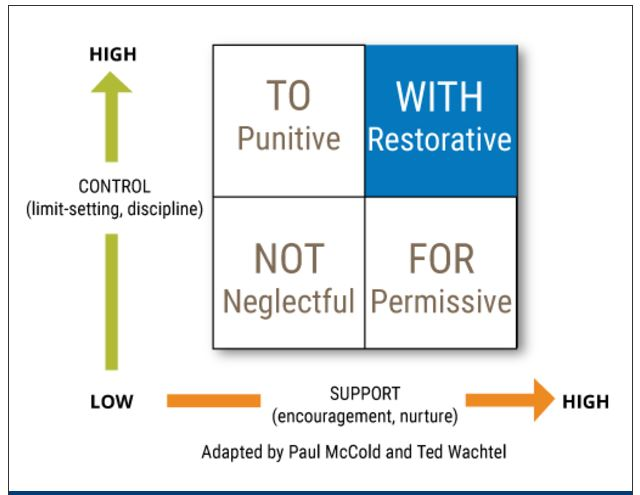 HIGH
TO
Punitive
WITH
Restorative
CONTROL
(limit-setting, discipline)
NOT
Neglectful
FOR
Permissive
LOW
SUPPORT
(encouragement, nurture)
HIGH
Adapted by Paul McCold and Ted Wachtel